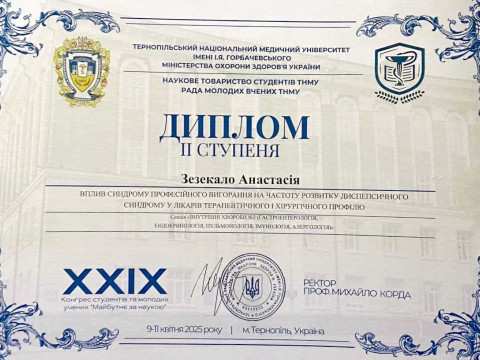 ТЕРНОПІЛЬСЬКИЙ НАЦІОНАЛЬНИЙ МЕДИЧНИЙ УНІВЕРСИТЕТ
ІМЕНІ І.Я. ГОРБАЧЕВСЬКОГО
МІНІСТЕРСТВА ОХОРОНИ ЗДОРОВ'Я УКРАЇНИ
НАУКОВЕ ТОВАРИСТВО СТУДЕНТІВ ТНМУ
РАДА МОЛОДИХ ВЧЕНИХ ТНМУ
ДИПЛОМ
ІІ СТУПЕНЯ
Зезекало Анастасія
ВПЛИВ СИНДРОМУ ПРОФЕСІЙНОГО ВИГОРАННЯ НА ЧАСТОТУ РОЗВИТКУ ДИСПЕПСИЧНОГО
СИНДРОМУ У ЛІКАРІВ ТЕРАПЕВТИЧНОГО І ХІРУРГІЧНОГО ПРОФІЛЮ
Секція «ВНУТРІШНІ ХВОРОБИ №2 (ГАСТРОЕНТЕРОЛОГІЯ,
ЕНДОКРИНОЛОГІЯ, ПУЛЬМОНОЛОГІЯ, ІМУНОЛОГІЯ, АЛЕРГОЛОГІЯ)»
XXIX
Конгрес студентів та молодих
учених "Майбутнє за наукою"
РЕКТОР
ПРОФ. МИХАЙЛО КОРДА
9-11 квітня 2025 року | м. Тернопіль, Україна